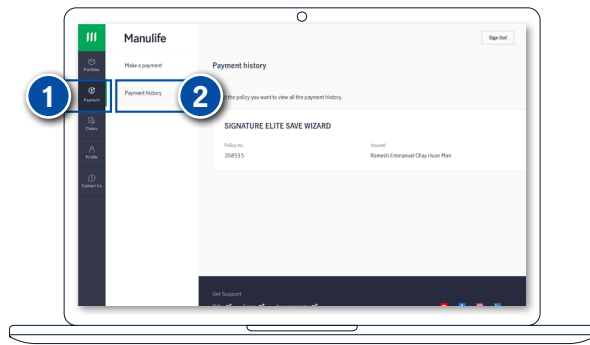 Manulife
Sign Out
Portfolio
Make a payment
Payment history
1
Payment
Payment history
2
the policy you want to view all the payment history,
Claims
SIGNATURE ELITE SAVE WIZARD
Policy no.
Insured
358515
Ramesh Emmanuel Chay Huan Man
Profile
Contact Us
Get Support